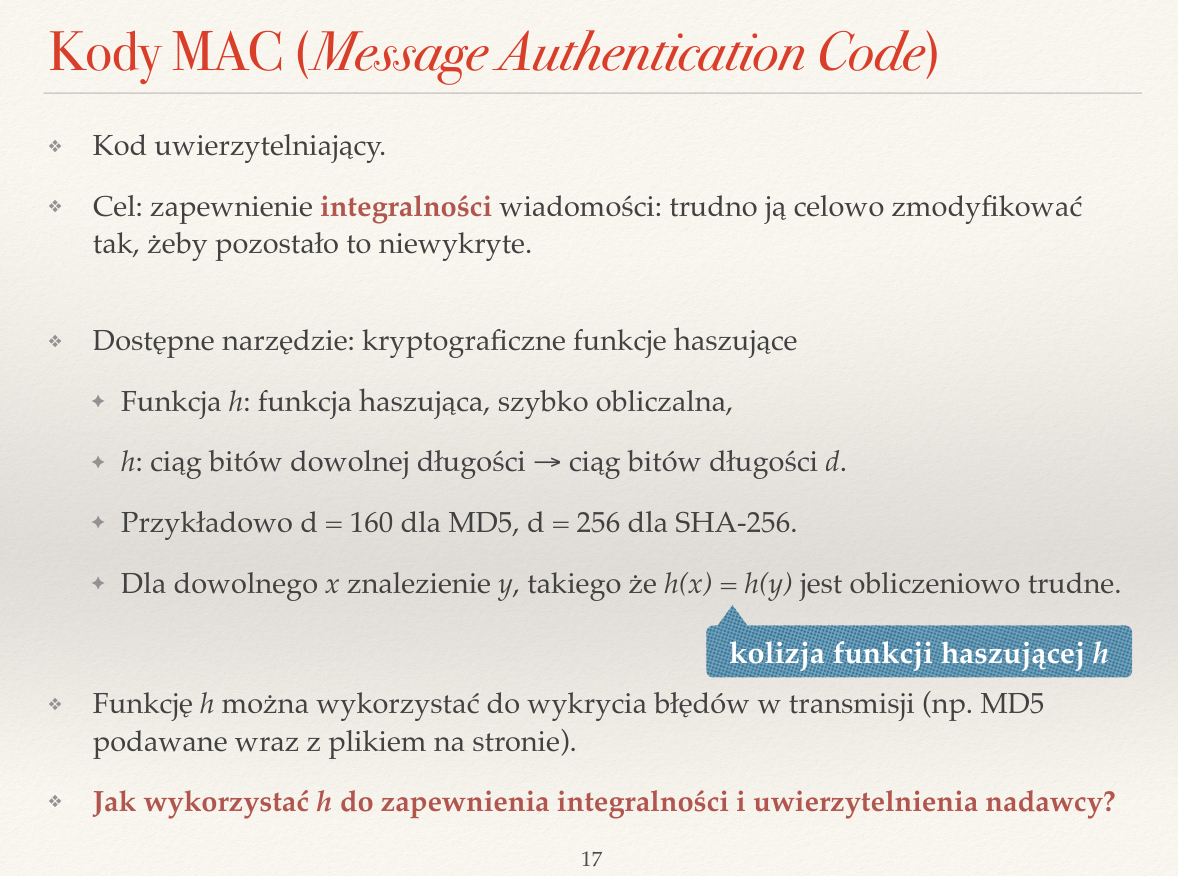 Kody MAC (Message Authentication Code)
❖ Kod uwierzytelniający.
❖ Cel: zapewnienie integralności wiadomości: trudno ją celowo zmodyfikować
tak, żeby pozostało to niewykryte.
❖ Dostępne narzędzie: kryptograficzne funkcje haszujące
✦ Funkcja h: funkcja haszująca, szybko obliczalna,
✦ h: ciąg bitów dowolnej długości → ciąg bitów długości d.
✦ Przykładowo d = 160 dla MD5, d = 256 dla SHA-256.
✦ Dla dowolnego x znalezienie y, takiego że h(x) = h(y) jest obliczeniowo trudne.
kolizja funkcji haszującej h
❖ Funkcję h można wykorzystać do wykrycia błędów w transmisji (np. MD5
podawane wraz z plikiem na stronie).
❖ Jak wykorzystać h do zapewnienia integralności i uwierzytelnienia nadawcy?
17